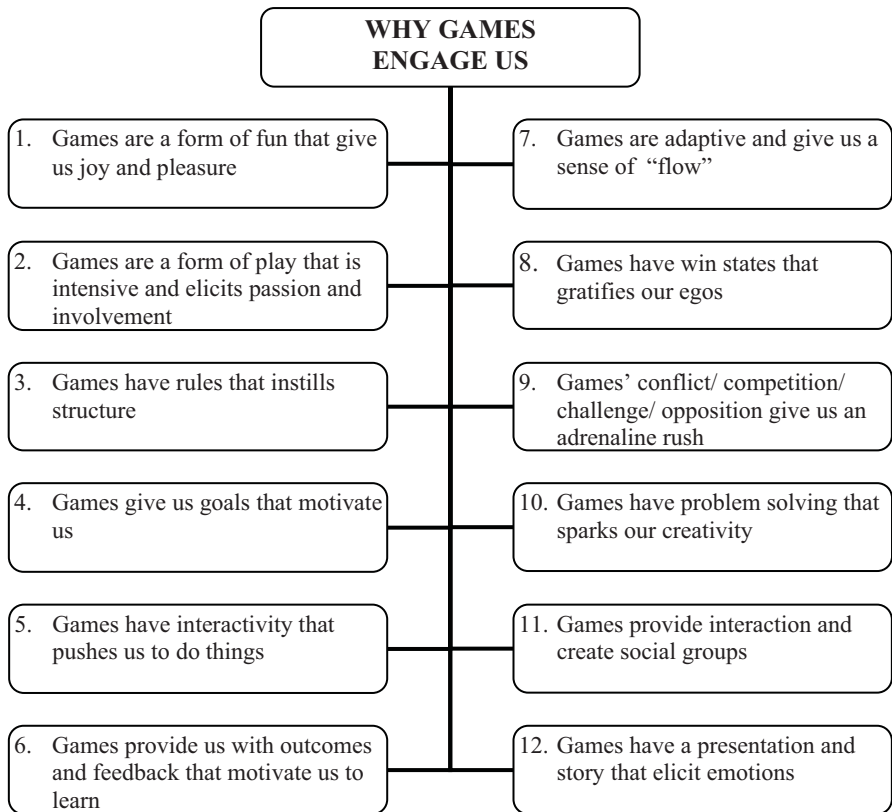 WHY GAMES
ENGAGE US
1. Games are a form of fun that give
us joy and pleasure
2. Games are a form of play that is
intensive and elicits passion and
involvement
3. Games have rules that instills
structure
4. Games give us goals that motivate
us
5. Games have interactivity that
pushes us to do things
6. Games provide us with outcomes
and feedback that motivate us to
learn
7. Games are adaptive and give us a
sense of “flow”
8. Games have win states that
gratifies our egos
9. Games’ conflict/ competition/
challenge/ opposition give us an
adrenaline rush
10. Games have problem solving that
sparks our creativity
11. Games provide interaction and
create social groups
12. Games have a presentation and
story that elicit emotions